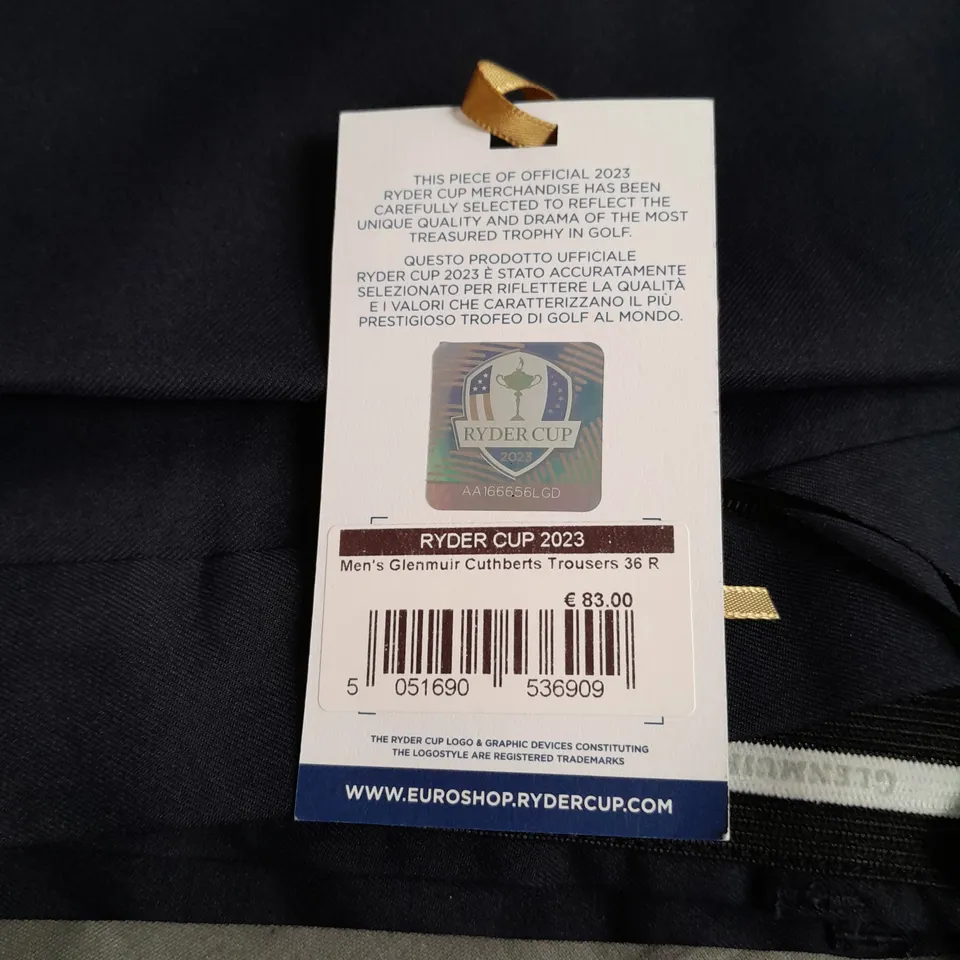 THIS PIECE OF OFFICIAL 2023
RYDER CUP MERCHANDISE HAS BEEN
CAREFULLY SELECTED TO REFLECT THE
UNIQUE QUALITY AND DRAMA OF THE MOST
TREASURED TROPHY IN GOLF.
QUESTO PRODOTTO UFFICIALE
RYDER CUP 2023 È STATO ACCURATAMENTE
SELEZIONATO PER RIFLETTERE LA QUALITÀ
E I VALORI CHE CARATTERIZZANO IL PIÙ
PRESTIGIOSO TROFEO DI GOLF AL MONDO.
RYDER CUP
2023
AA166656LGD
RYDER CUP 2023
Men's Glenmuir Cuthberts Trousers 36 R
€ 83.00
5 051690 536909
THE RYDER CUP LOGO & GRAPHIC DEVICES CONSTITUTING
THE LOGOSTYLE ARE REGISTERED TRADEMARKS
WWW.EUROSHOP.RYDERCUP.COM
GLENMUIR